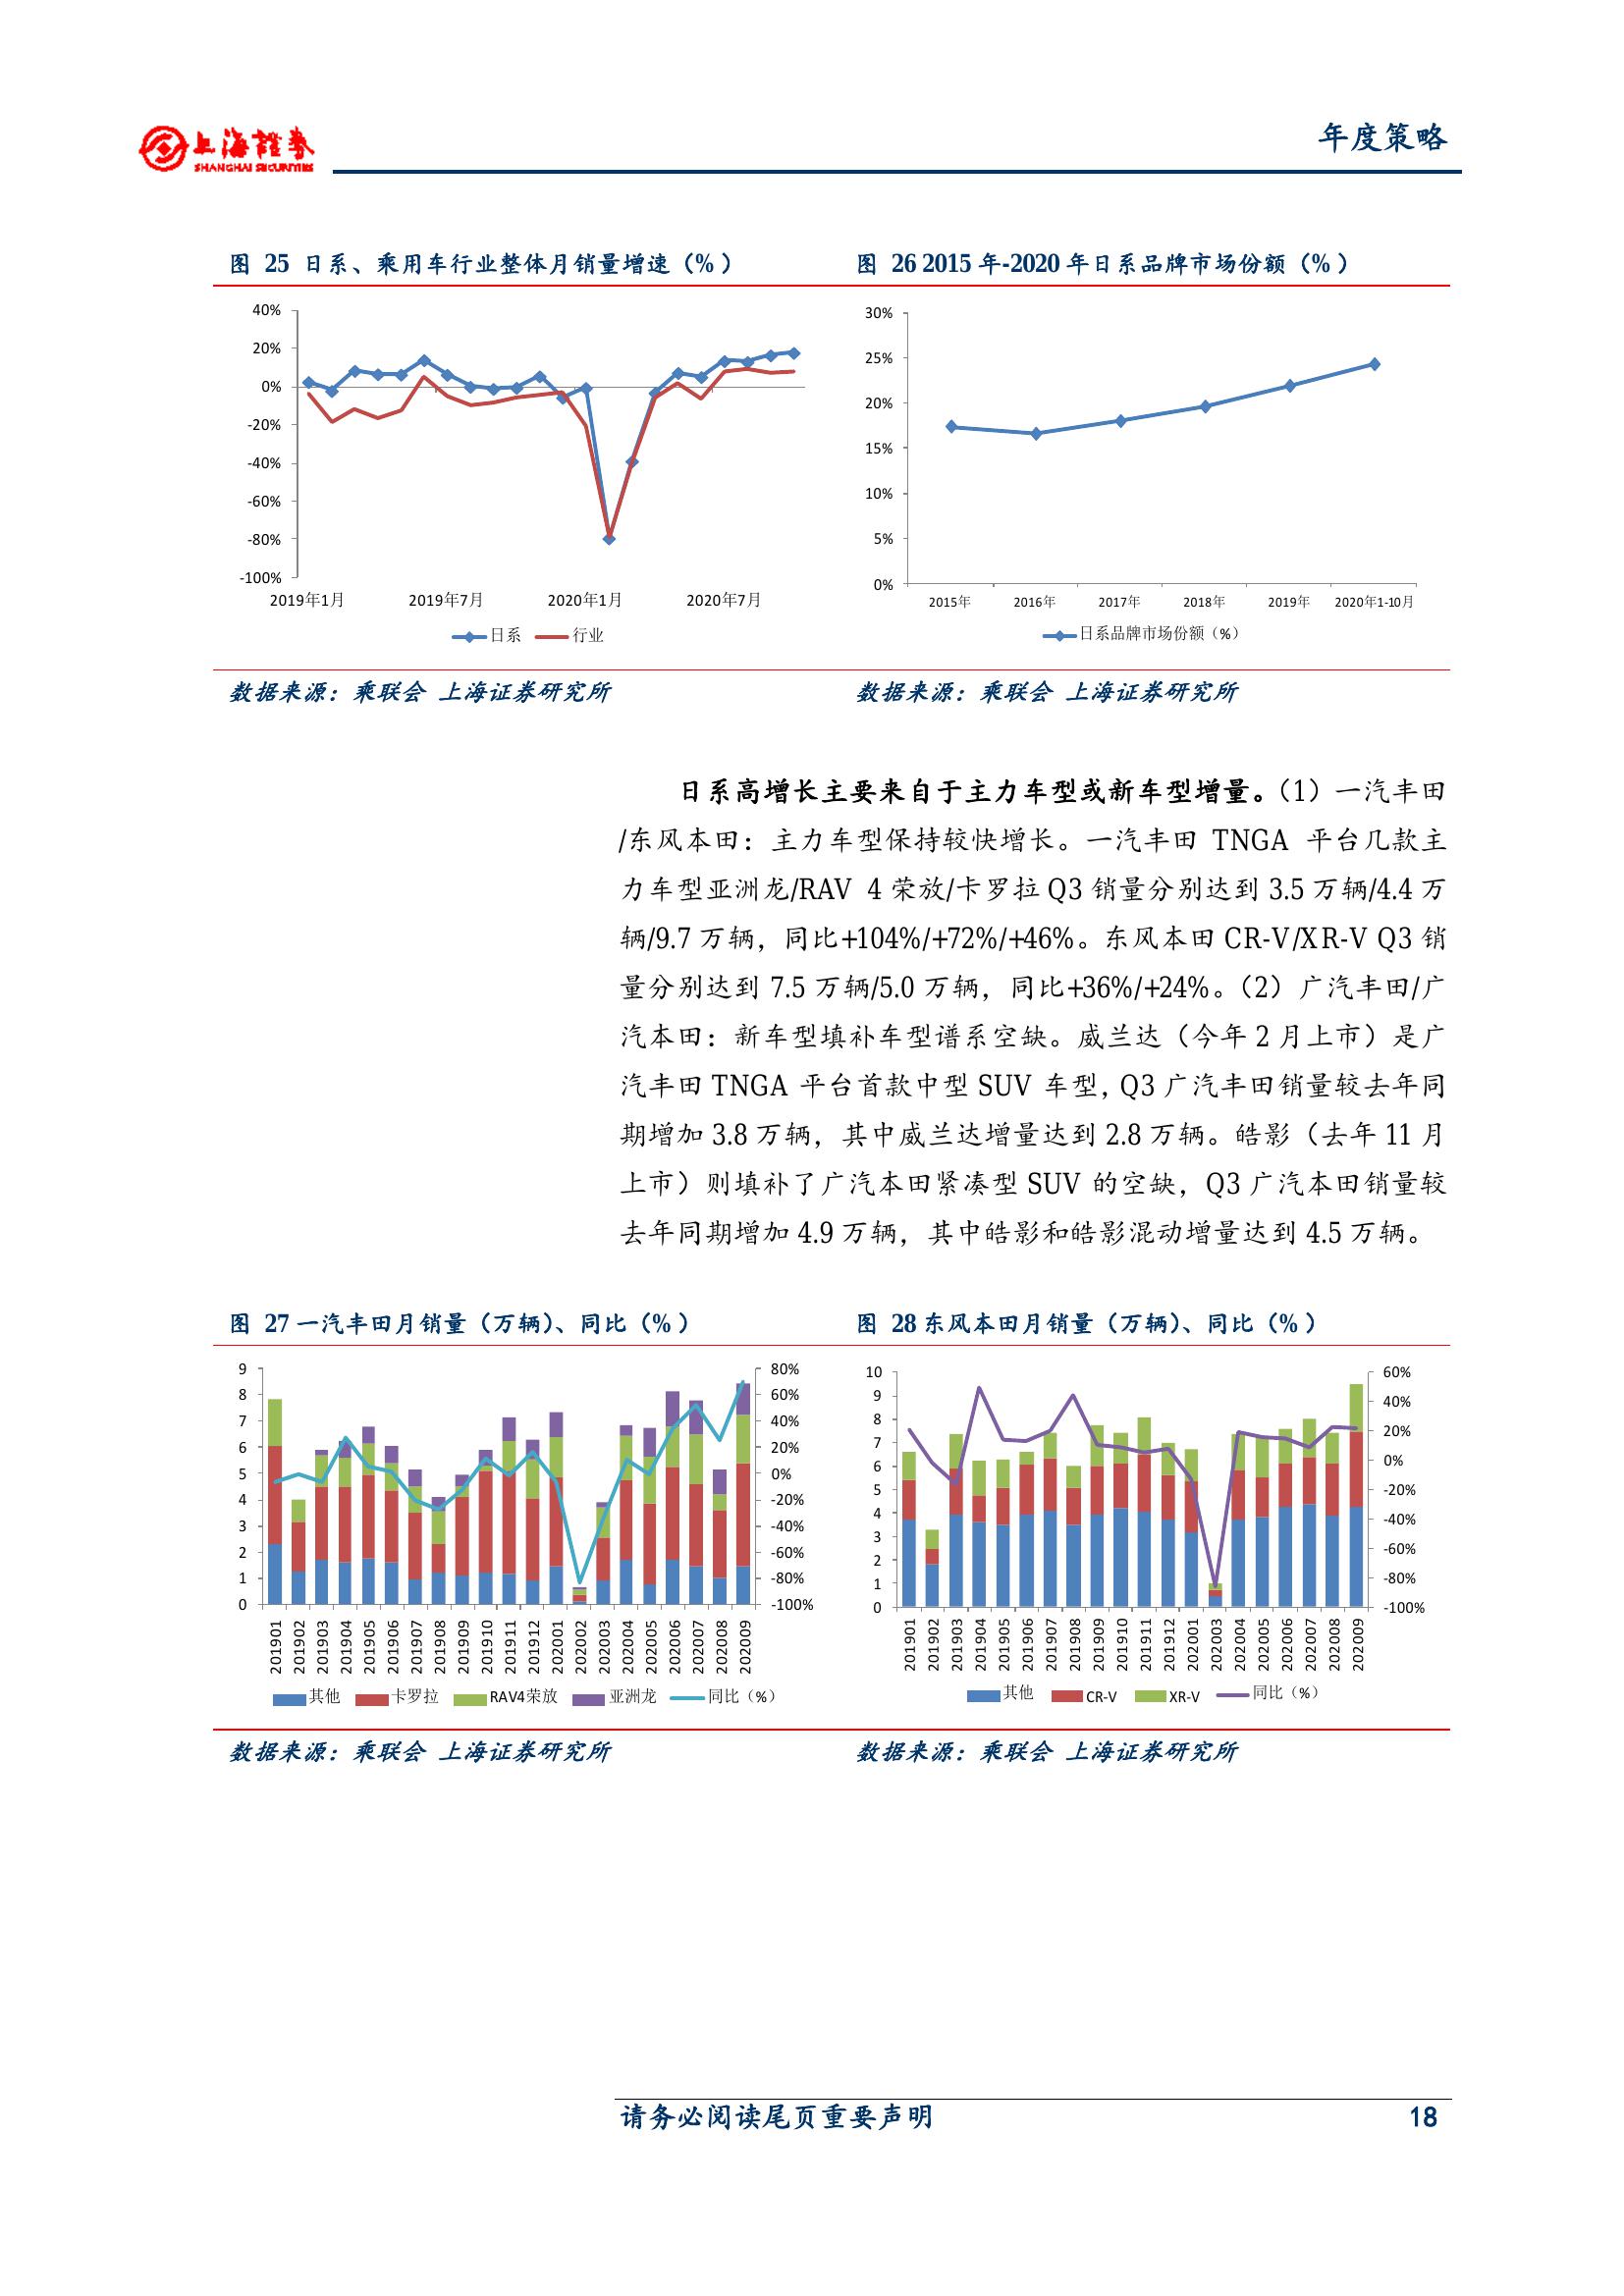 上海證券
SHANGHAI SECURITIES
年度策略
图 25 日系、乘用车行业整体月销量增速（%）
40%
20%
0%
-20%
-40%
-60%
-80%
-100%
2019年1月 2019年7月 2020年1月 2020年7月
日系 行业
图 26 2015 年-2020 年日系品牌市场份额（%）
30%
25%
20%
15%
10%
5%
0%
2015年 2016年 2017年 2018年 2019年 2020年1-10月
日系品牌市场份额（%）
数据来源：乘联会 上海证券研究所
数据来源：乘联会 上海证券研究所
日系高增长主要来自于主力车型或新车型增量。（1）一汽丰田
/东风本田：主力车型保持较快增长。一汽丰田 TNGA 平台几款主
力车型亚洲龙/RAV 4 荣放/卡罗拉 Q3 销量分别达到 3.5 万辆/4.4 万
辆/9.7 万辆，同比+104%/+72%/+46%。东风本田 CR-V/XR-V Q3 销
量分别达到 7.5 万辆/5.0 万辆，同比+36%/+24%。（2）广汽丰田/广
汽本田：新车型填补车型谱系空缺。威兰达（今年 2 月上市）是广
汽丰田 TNGA 平台首款中型 SUV 车型，Q3 广汽丰田销量较去年同
期增加 3.8 万辆，其中威兰达增量达到 2.8 万辆。皓影（去年 11 月
上市）则填补了广汽本田紧凑型 SUV 的空缺，Q3 广汽本田销量较
去年同期增加 4.9 万辆，其中皓影和皓影混动增量达到 4.5 万辆。
图 27 一汽丰田月销量（万辆）、同比（%）
9
8
7
6
5
4
3
2
1
0
80%
60%
40%
20%
0%
-20%
-40%
-60%
-80%
-100%
201901 201902 201903 201904 201905 201906 201907 201908 201909 201910 201911 201912 202001 202002 202003 202004 202005 202006 202007 202008 202009
其他 卡罗拉 RAV4荣放 亚洲龙 同比（%）
图 28 东风本田月销量（万辆）、同比（%）
10
9
8
7
6
5
4
3
2
1
0
60%
40%
20%
0%
-20%
-40%
-60%
-80%
-100%
201901 201902 201903 201904 201905 201906 201907 201908 201909 201910 201911 201912 202001 202003 202004 202005 202006 202007 202008 202009
其他 CR-V XR-V 同比（%）
数据来源：乘联会 上海证券研究所
数据来源：乘联会 上海证券研究所
请务必阅读尾页重要声明 18